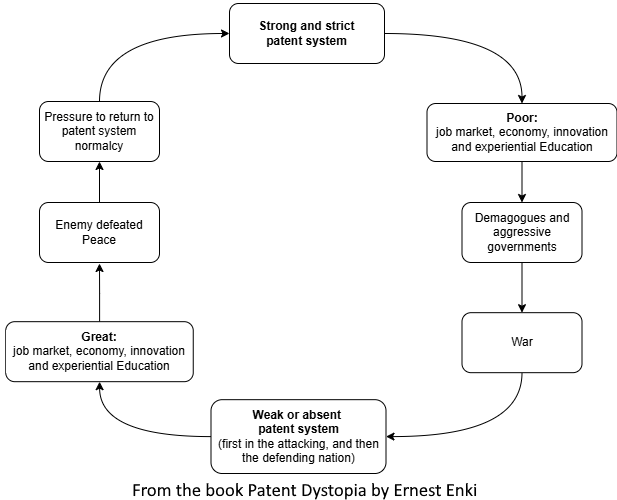 Strong and strict
patent system
Poor:
job market, economy, innovation
and experiential Education
Demagogues and
aggressive
governments
War
Weak or absent
patent system
(first in the attacking, and then
the defending nation)
Great:
job market, economy, innovation
and experiential Education
Enemy defeated
Peace
Pressure to return to
patent system
normalcy
From the book Patent Dystopia by Ernest Enki